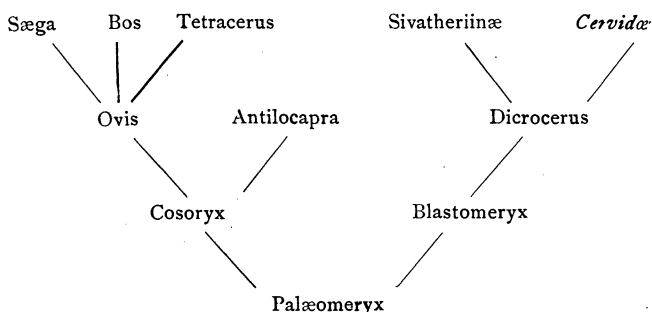 Sæga Bos Tetracerus Sivatheriinæ Cervidæ
Ovis Antilocapra Dicrocerus
Cosoryx Blastomeryx
Palæomeryx